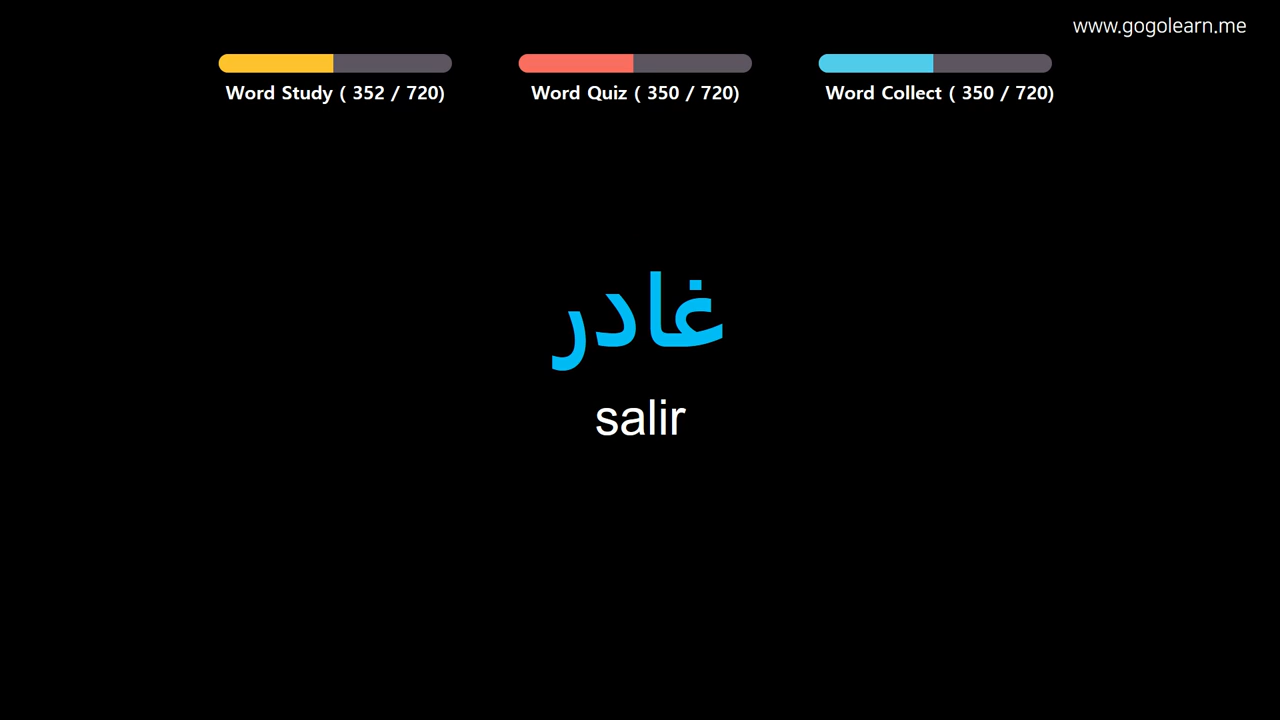 www.gogolearn.me
Word Study ( 352 / 720)
Word Quiz ( 350 / 720)
Word Collect ( 350 / 720)
غادر
salir